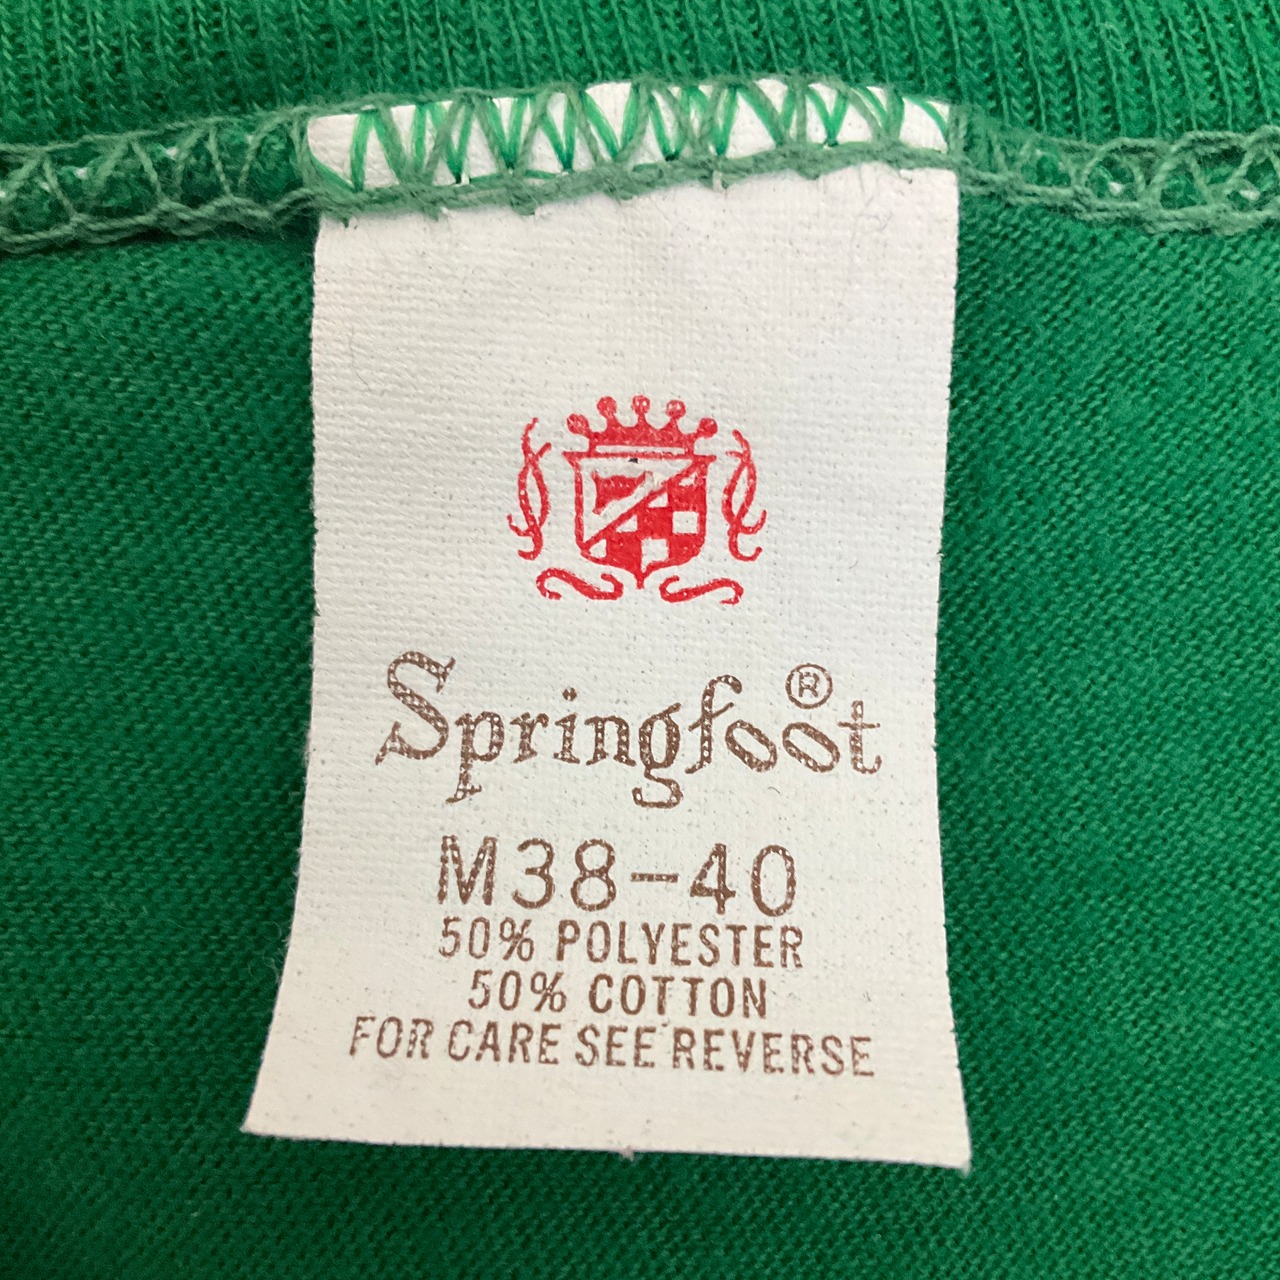 Springfoot®
M38-40
50% POLYESTER
50% COTTON
FOR CARE SEE REVERSE